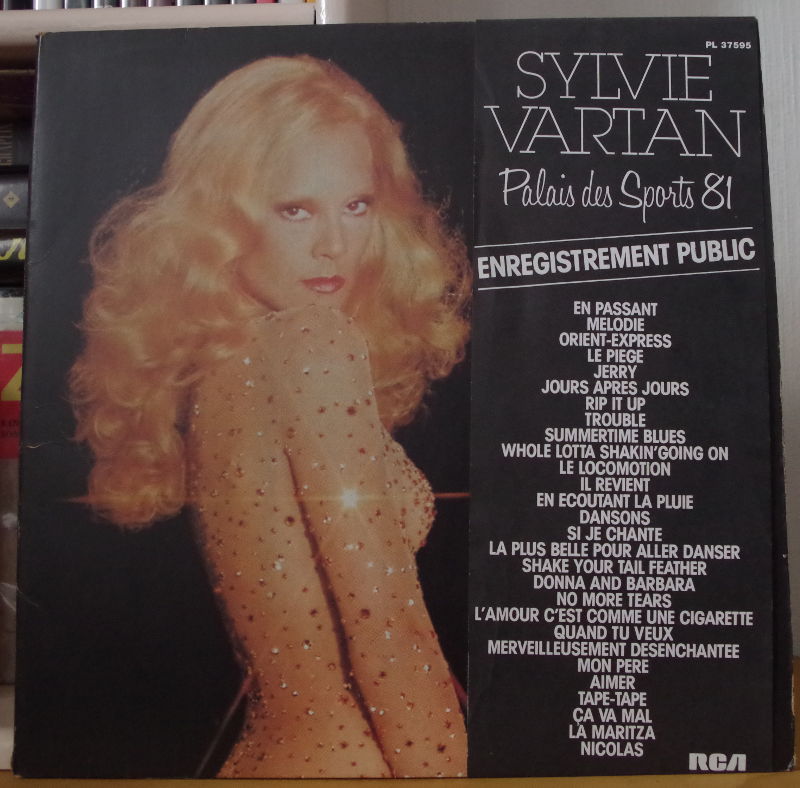 PL 37595
SYLVIE
VARTAN
Palais des Sports 81
ENREGISTREMENT PUBLIC
EN PASSANT
MELODIE
ORIENT-EXPRESS
LE PIEGE
JERRY
JOURS APRES JOURS
RIP IT UP
TROUBLE
SUMMERTIME BLUES
WHOLE LOTTA SHAKIN'GOING ON
LE LOCOMOTION
IL REVIENT
EN ECOUTANT LA PLUIE
DANSONS
SI JE CHANTE
LA PLUS BELLE POUR ALLER DANSER
SHAKE YOUR TAIL FEATHER
DONNA AND BARBARA
NO MORE TEARS
L'AMOUR C'EST COMME UNE CIGARETTE
QUAND TU VEUX
MERVEILLEUSEMENT DESENCHANTEE
MON PERE
AIMER
TAPE-TAPE
ÇA VA MAL
LA MARITZA
NICOLAS
RCA